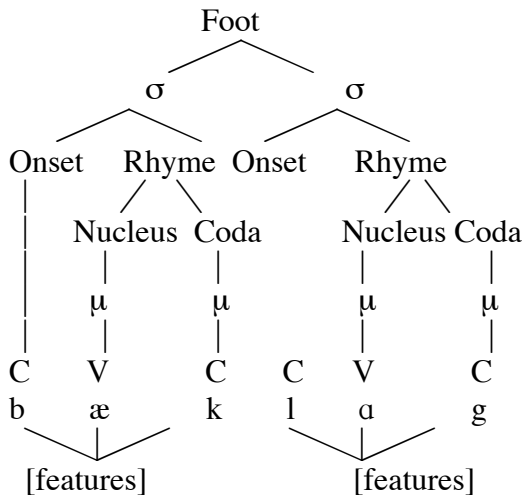 Foot
σ σ
Onset Rhyme Onset Rhyme
Nucleus Coda Nucleus Coda
μ μ μ μ
C V C C V C
b æ k l ɑ g
[features] [features]